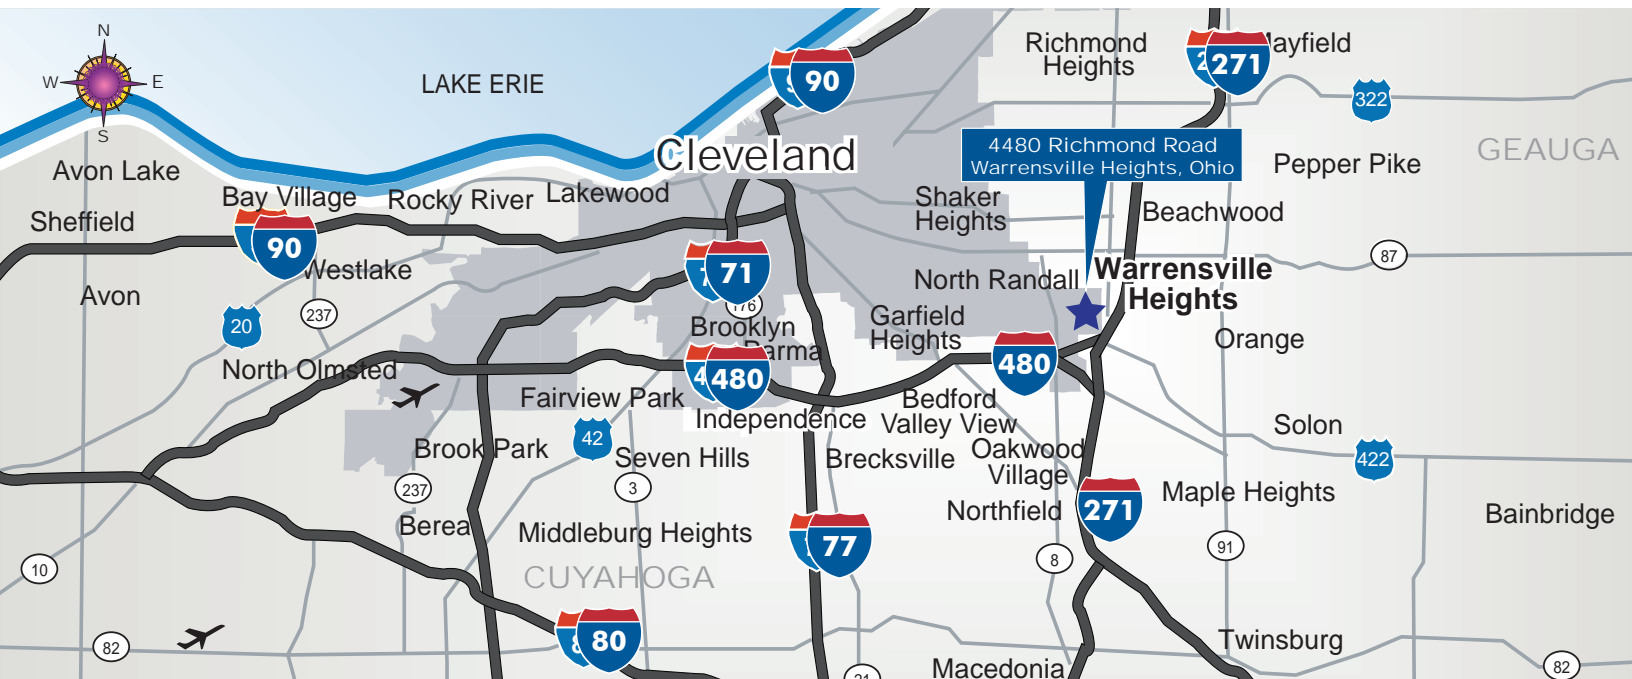 N
W
E
S
LAKE ERIE
90
Richmond
Heights
271
Mayfield
322
4480 Richmond Road
Warrensville Heights, Ohio
GEAUGA
Cleveland
Pepper Pike
Avon Lake
Bay Village
Rocky River
Lakewood
Shaker
Heights
Beachwood
Sheffield
90
Westlake
71
87
North Randall
Warrensville
Heights
Avon
237
176
20
Brooklyn
Garfield
Heights
Parma
Orange
North Olmsted
480
480
Fairview Park
Independence
Bedford
Valley View
42
Solon
Brook Park
Seven Hills
Brecksville
Oakwood
Village
422
237
3
Maple Heights
Northfield
271
Bainbridge
Berea
Middleburg Heights
77
91
10
8
CUYAHOGA
82
80
Twinsburg
Macedonia
82
21